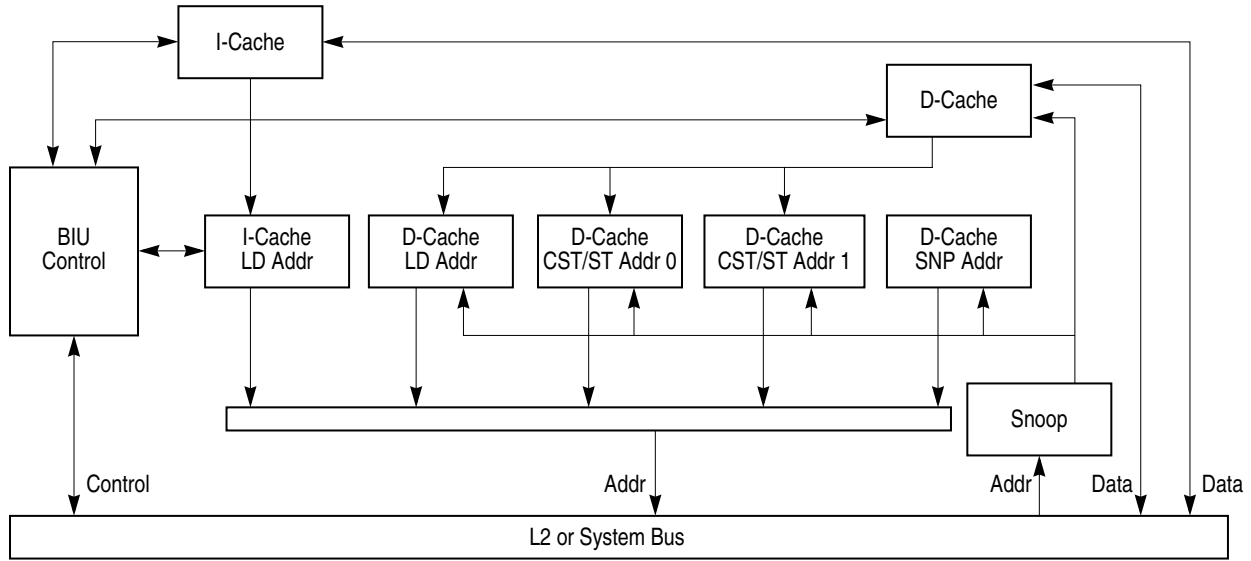 I-Cache
D-Cache
BIU
Control
I-Cache
LD Addr
D-Cache
LD Addr
D-Cache
CST/ST Addr 0
D-Cache
CST/ST Addr 1
D-Cache
SNP Addr
Snoop
Control
Addr
Addr
Data
Data
L2 or System Bus